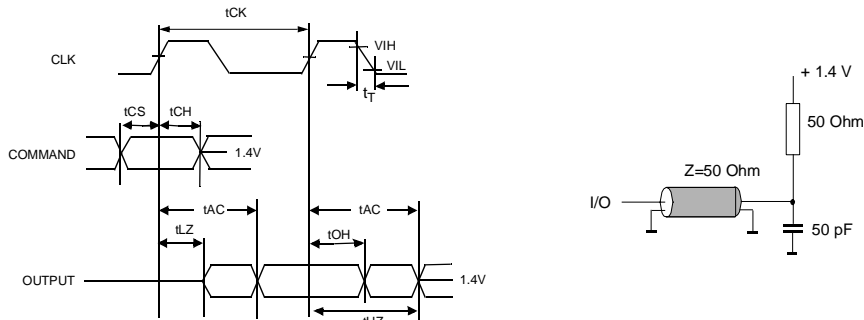 tCK
CLK
VIH
VIL
tT
tCS
tCH
COMMAND
1.4V
tAC
tAC
tLZ
tOH
OUTPUT
1.4V
tHZ
+ 1.4 V
50 Ohm
Z=50 Ohm
I/O
50 pF